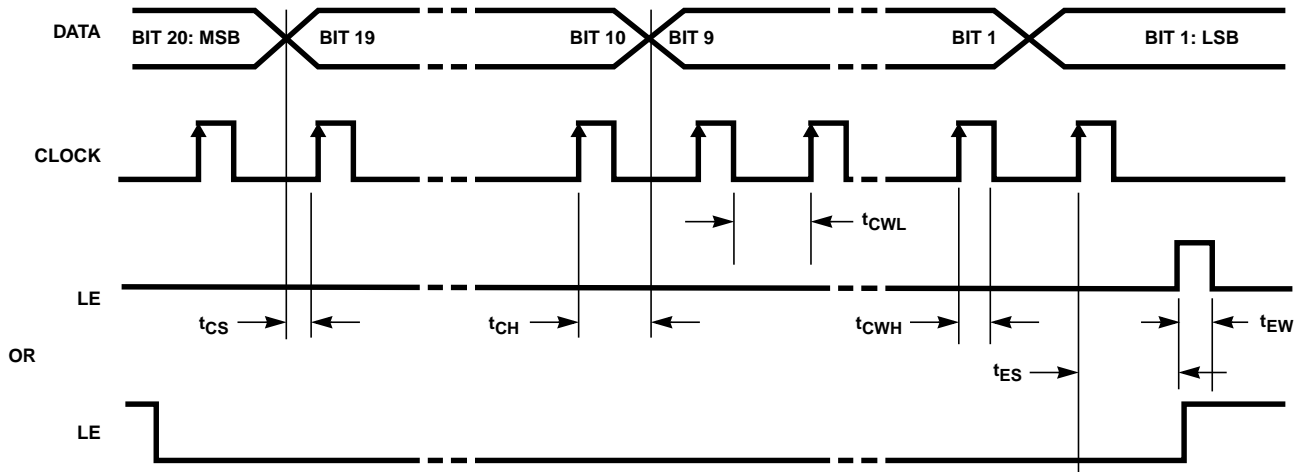 DATA
BIT 20: MSB
BIT 19
BIT 10
BIT 9
BIT 1
BIT 1: LSB
CLOCK
tCWL
LE
tCS
tCH
tCWH
tEW
OR
tES
LE